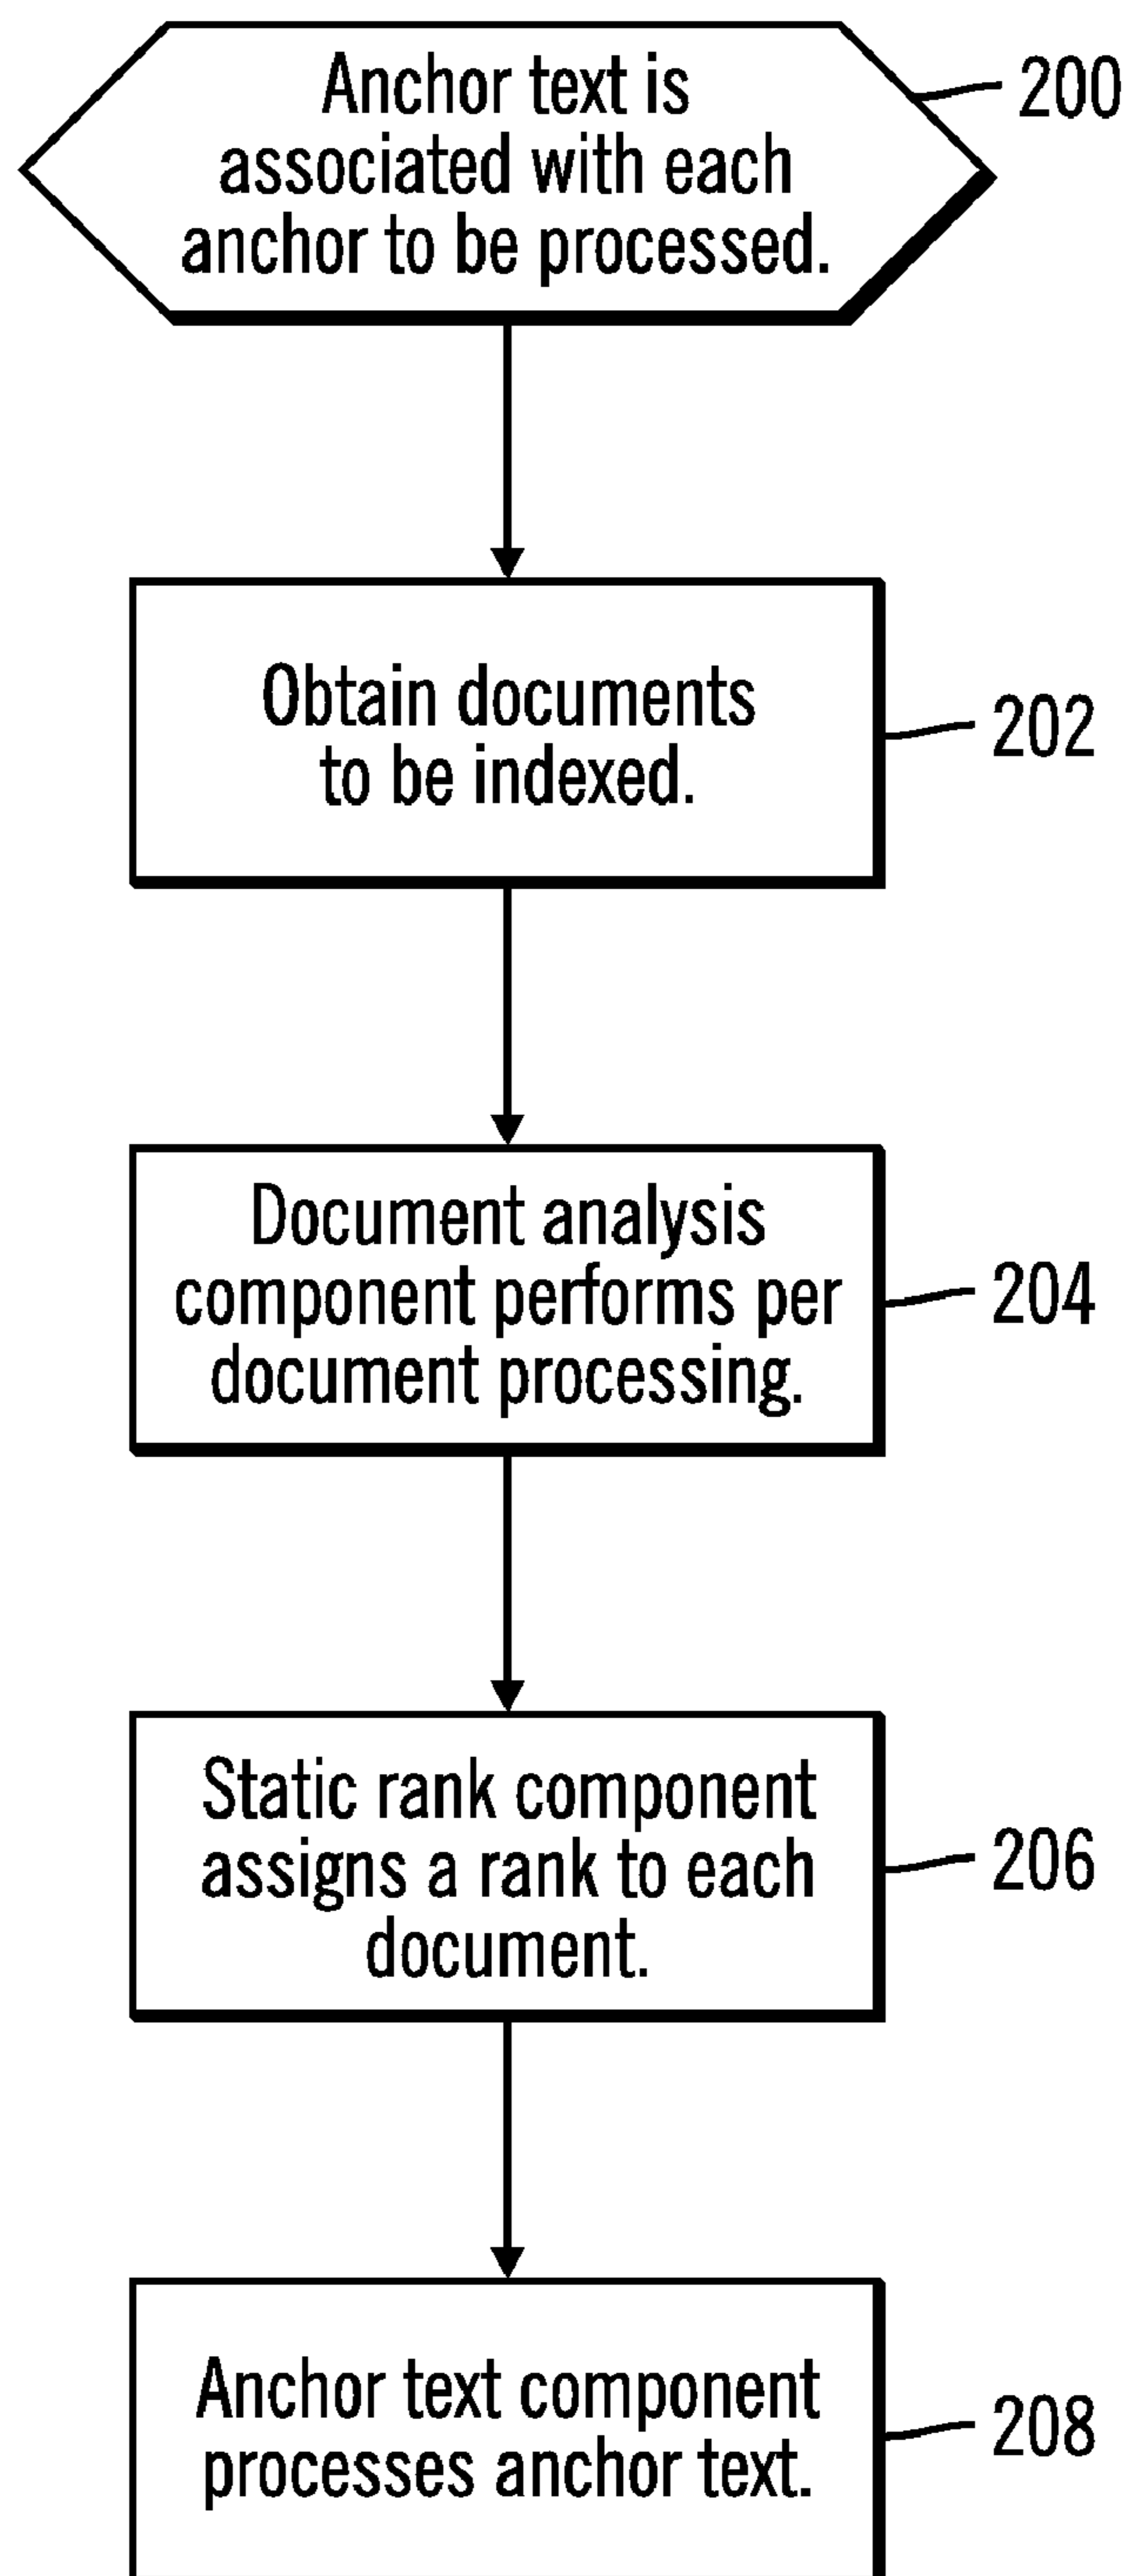 Anchor text is
associated with each
anchor to be processed.
200
Obtain documents
to be indexed.
202
Document analysis
component performs per
document processing.
204
Static rank component
assigns a rank to each
document.
206
Anchor text component
processes anchor text.
208